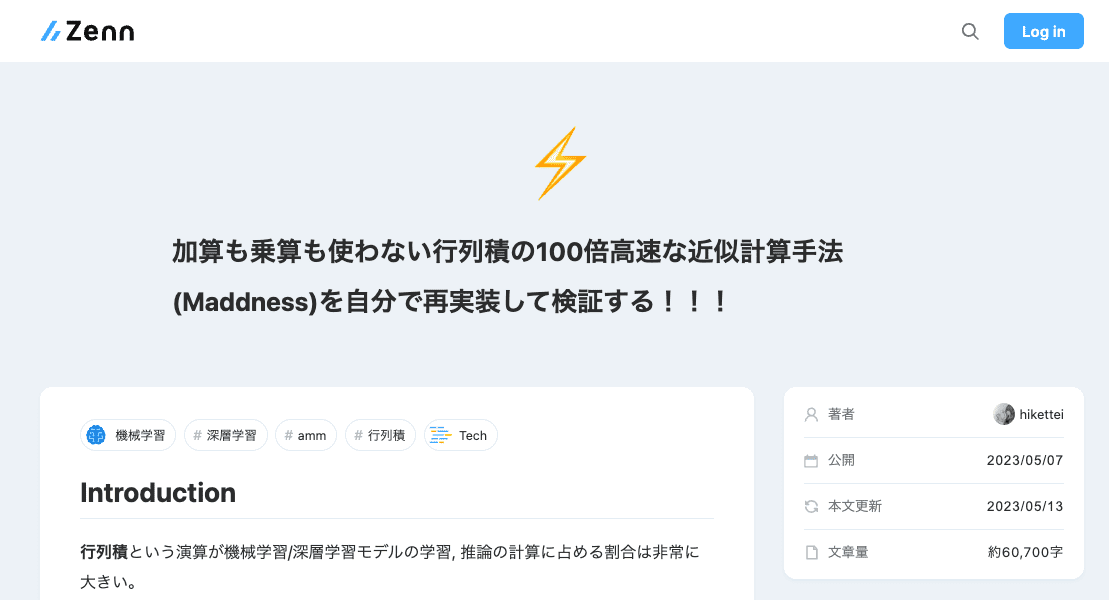 Zenn
Log in
加算も乗算も使わない行列積の100倍高速な近似計算手法
(Maddness)を自分で再実装して検証する！！！
機械学習
# 深層学習
# amm
# 行列積
Tech
Introduction
行列積という演算が機械学習/深層学習モデルの学習, 推論の計算に占める割合は非常に
大きい。
著者 hikettei
公開 2023/05/07
本文更新 2023/05/13
文章量 約60,700字